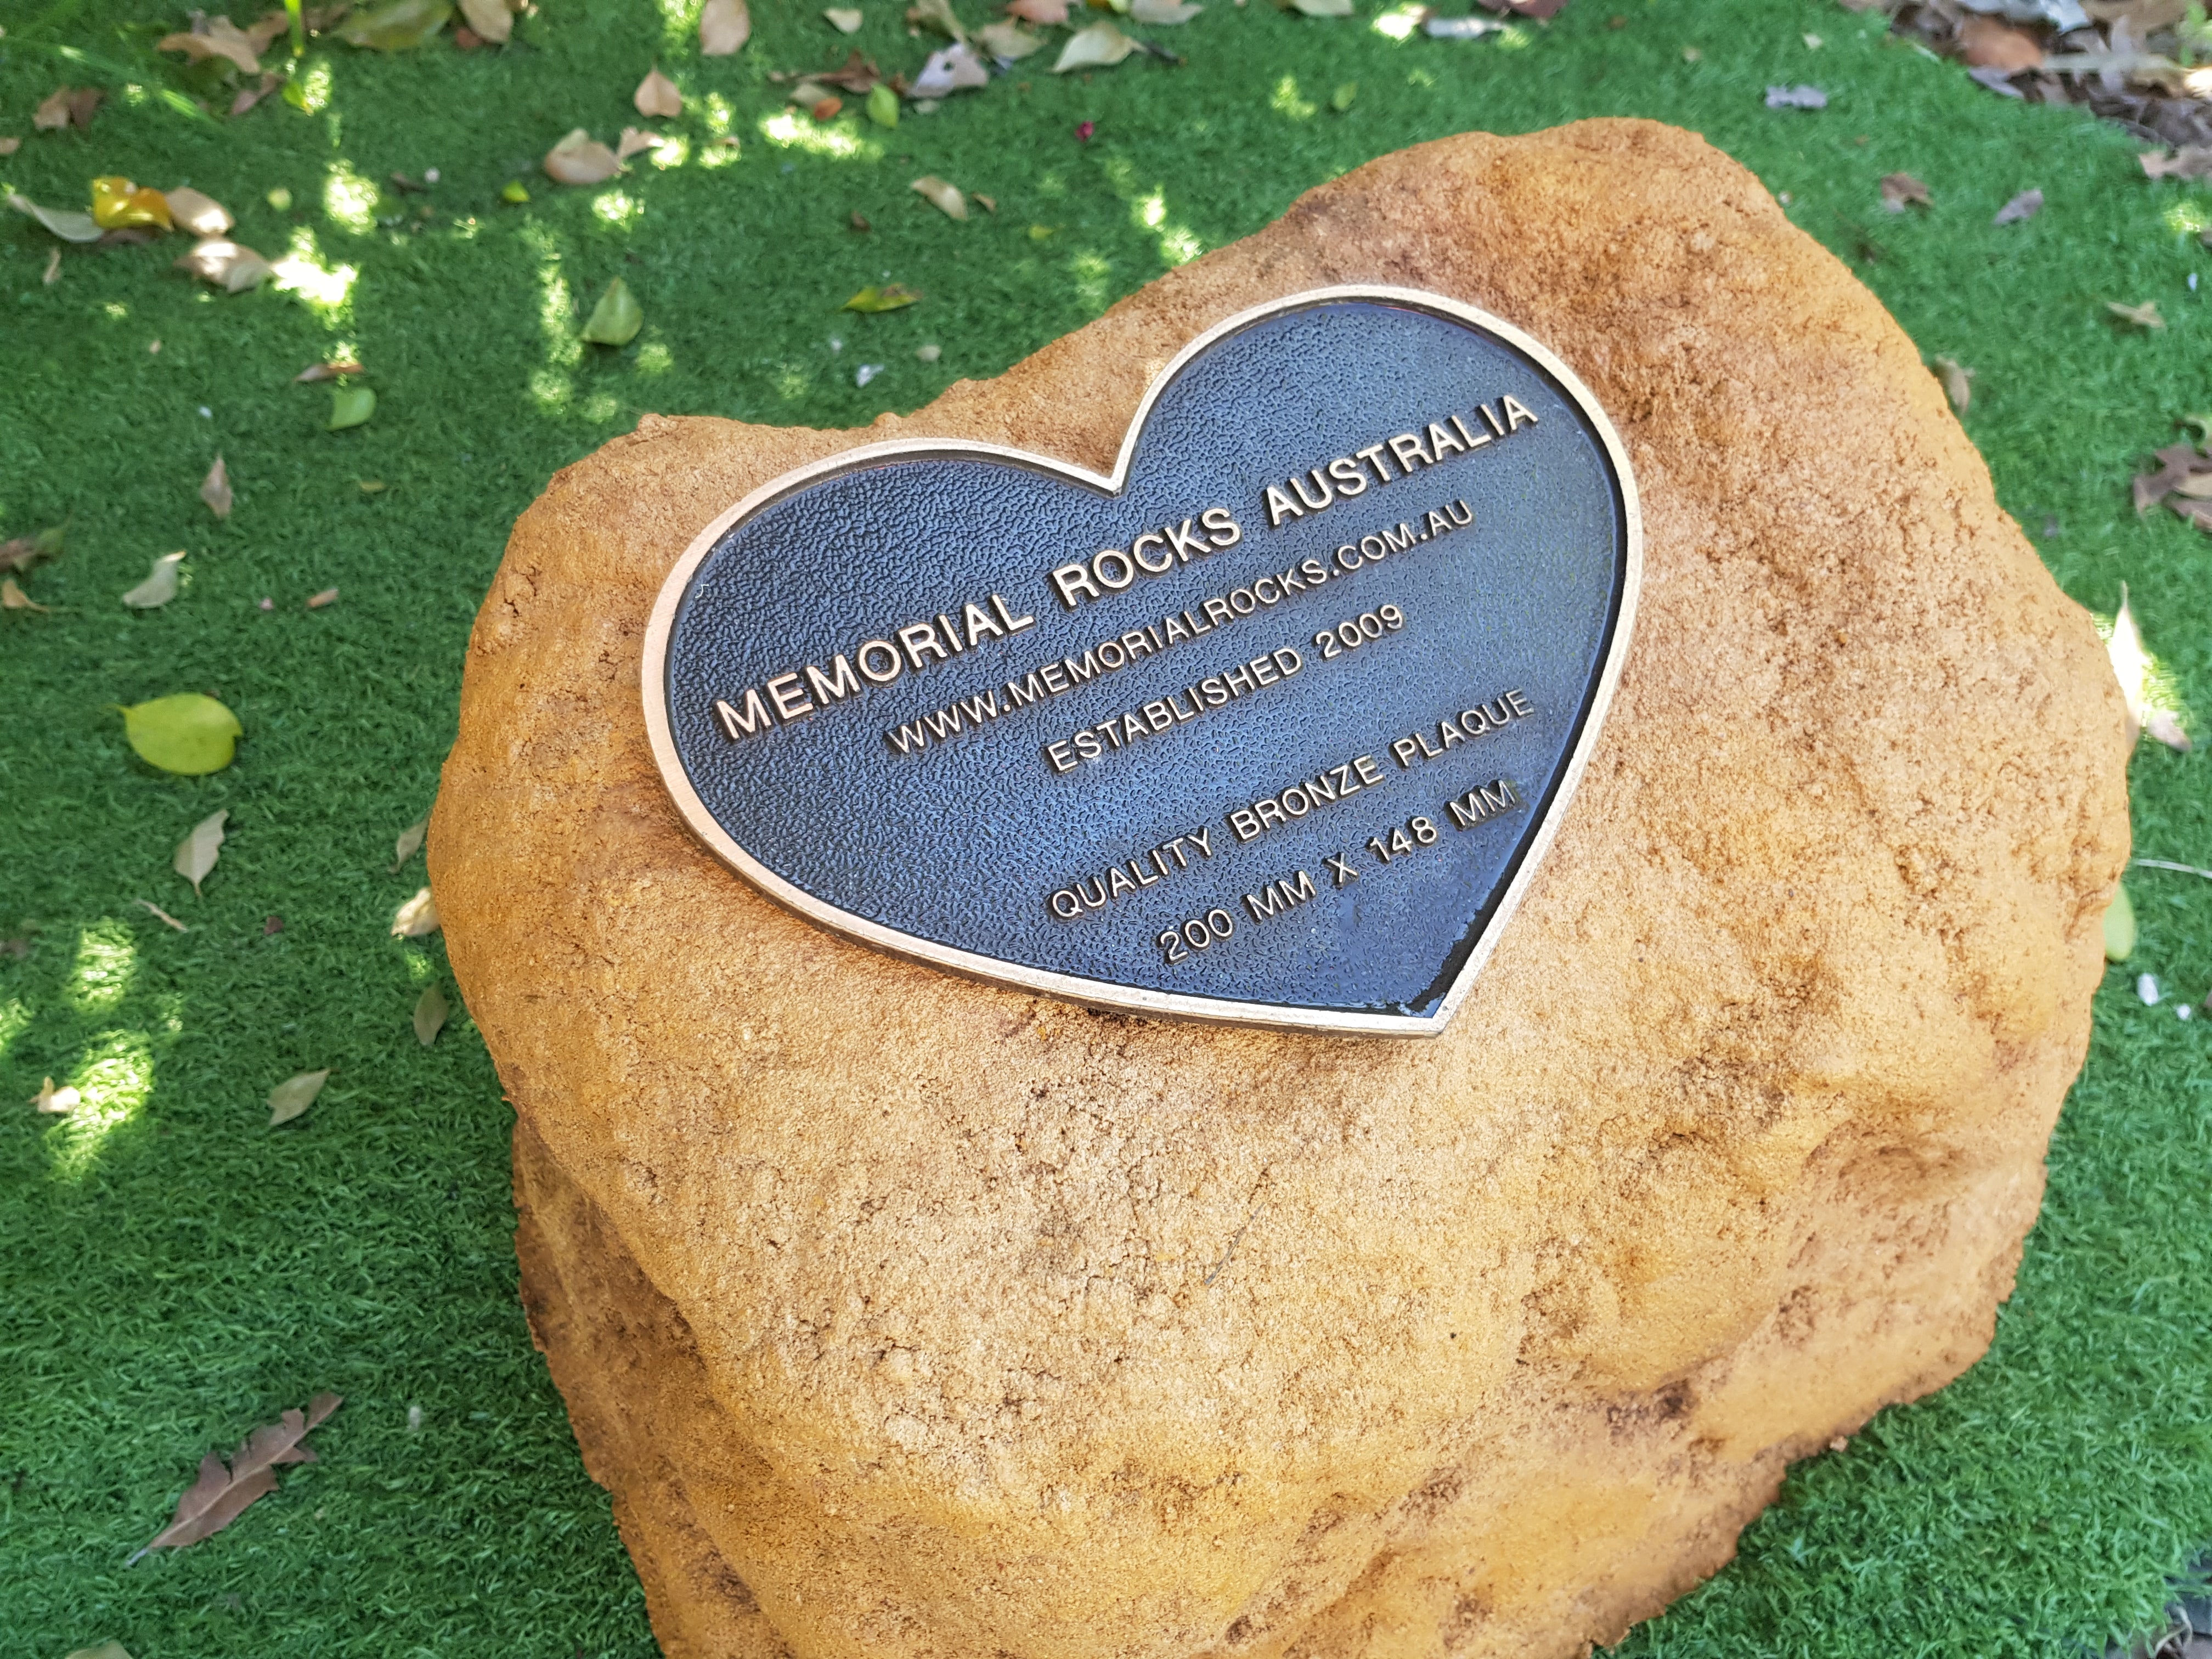 MEMORIAL ROCKS AUSTRALIA
WWW.MEMORIALROCKS.COM.AU
ESTABLISHED 2009
QUALITY BRONZE PLAQUE
200 MM X 148 MM